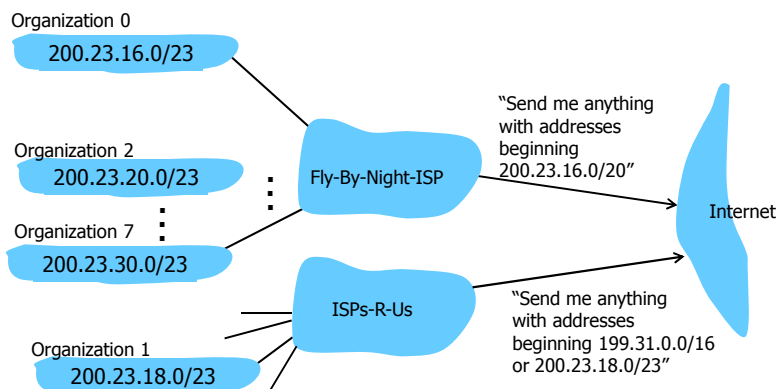 Organization 0
200.23.16.0/23
Organization 2
200.23.20.0/23
Organization 7
200.23.30.0/23
Organization 1
200.23.18.0/23
Fly-By-Night-ISP
ISPs-R-Us
“Send me anything
with addresses
beginning
200.23.16.0/20”
“Send me anything
with addresses
beginning 199.31.0.0/16
or 200.23.18.0/23”
Internet